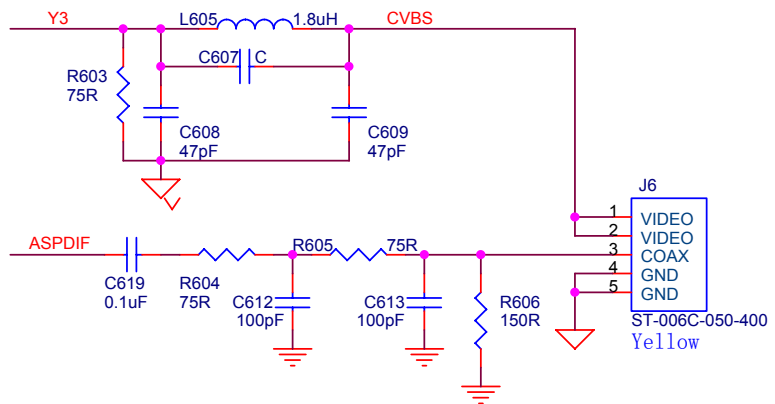 Y3
L605
1.8uH
CVBS
C607
C
R603
75R
C608
47pF
C609
47pF
J6
1
VIDEO
2
VIDEO
3
COAX
4
GND
5
GND
ST-006C-050-400
Yellow
ASPDIF
C619
0.1uF
R604
75R
R605
75R
C612
100pF
C613
100pF
R606
150R